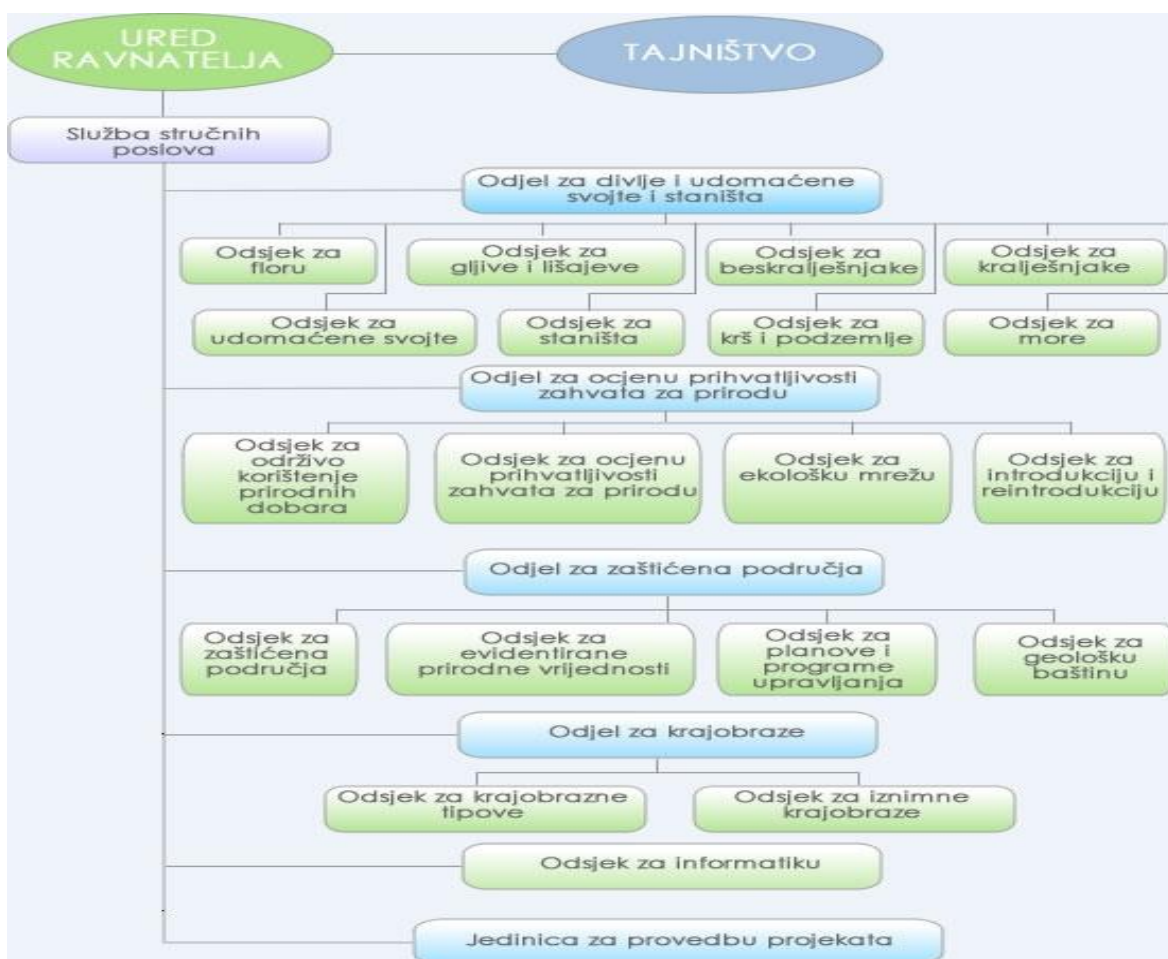 URED
RAVNATELJA
TAJNIŠTVO
Služba stručnih
poslova
Odjel za divlje i udomaćene
svojte i staništa
Odsjek za
floru
Odsjek za
gljive i lišajeve
Odsjek za
beskralješnjake
Odsjek za
kralješnjake
Odsjek za
udomaćene svojte
Odsjek za
staništa
Odsjek za
krš i podzemlje
Odsjek za
more
Odjel za ocjenu prihvatljivosti
zahvata za prirodu
Odsjek za
održivo
korištenje
prirodnih
dobara
Odsjek za ocjenu
prihvatljivosti
zahvata za prirodu
Odsjek za
ekološku mrežu
Odsjek za
introdukciju i
reintrodukciju
Odjel za zaštićena područja
Odsjek za
zaštićena
područja
Odsjek za
evidentirane
prirodne vrijednosti
Odsjek za
planove i
programe
upravljanja
Odsjek za
geološku
baštinu
Odjel za krajobraze
Odsjek za krajobrazne
tipove
Odsjek za iznimne
krajobraze
Odsjek za informatiku
Jedinica za provedbu projekata